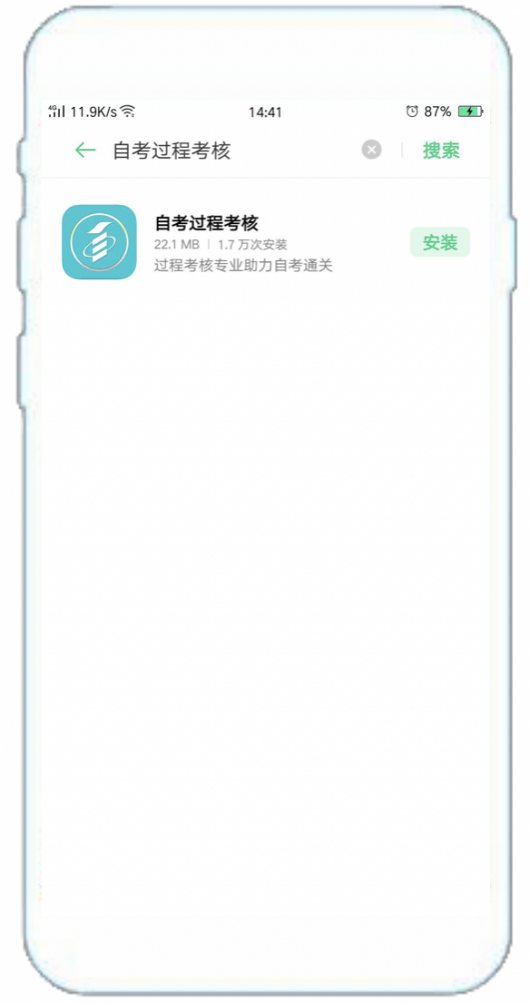 4G 11.9K/s 14:41 87%
自考过程考核 搜索
自考过程考核
22.1 MB | 1.7 万次安装
安装
过程考核专业助力自考通关